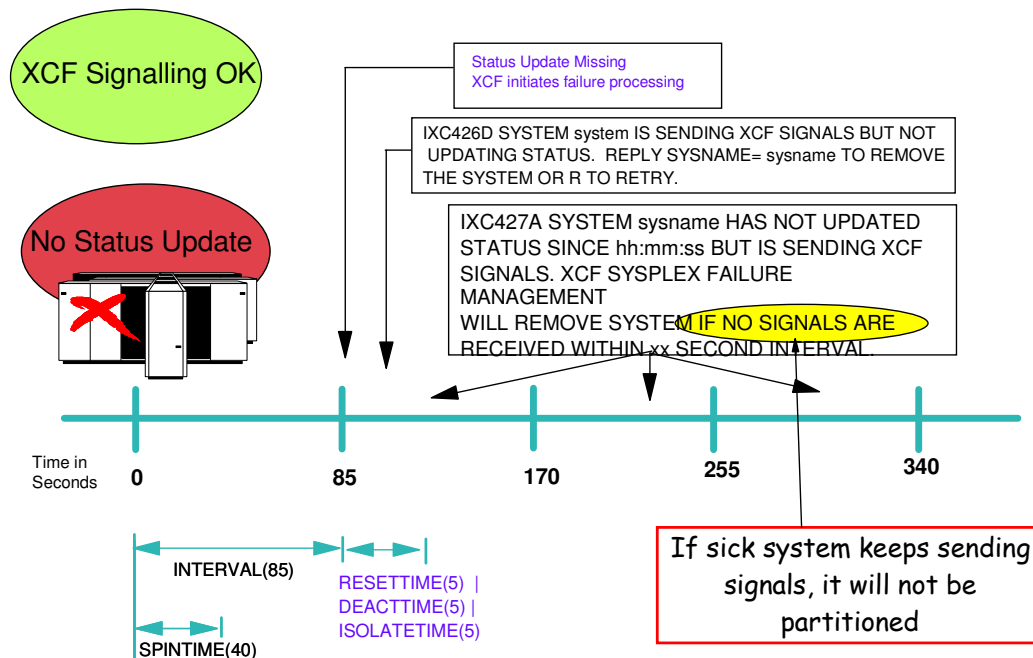 XCF Signalling OK
Status Update Missing
XCF initiates failure processing
IXC426D SYSTEM system IS SENDING XCF SIGNALS BUT NOT
UPDATING STATUS. REPLY SYSNAME= sysname TO REMOVE
THE SYSTEM OR R TO RETRY.
No Status Update
IXC427A SYSTEM sysname HAS NOT UPDATED
STATUS SINCE hh:mm:ss BUT IS SENDING XCF
SIGNALS. XCF SYSPLEX FAILURE
MANAGEMENT
WILL REMOVE SYSTEM IF NO SIGNALS ARE
RECEIVED WITHIN xx SECOND INTERVAL.
Time in
Seconds
0
85
170
255
340
INTERVAL(85)
RESETTIME(5) |
DEACTTIME(5) |
ISOLATETIME(5)
SPINTIME(40)
If sick system keeps sending
signals, it will not be
partitioned